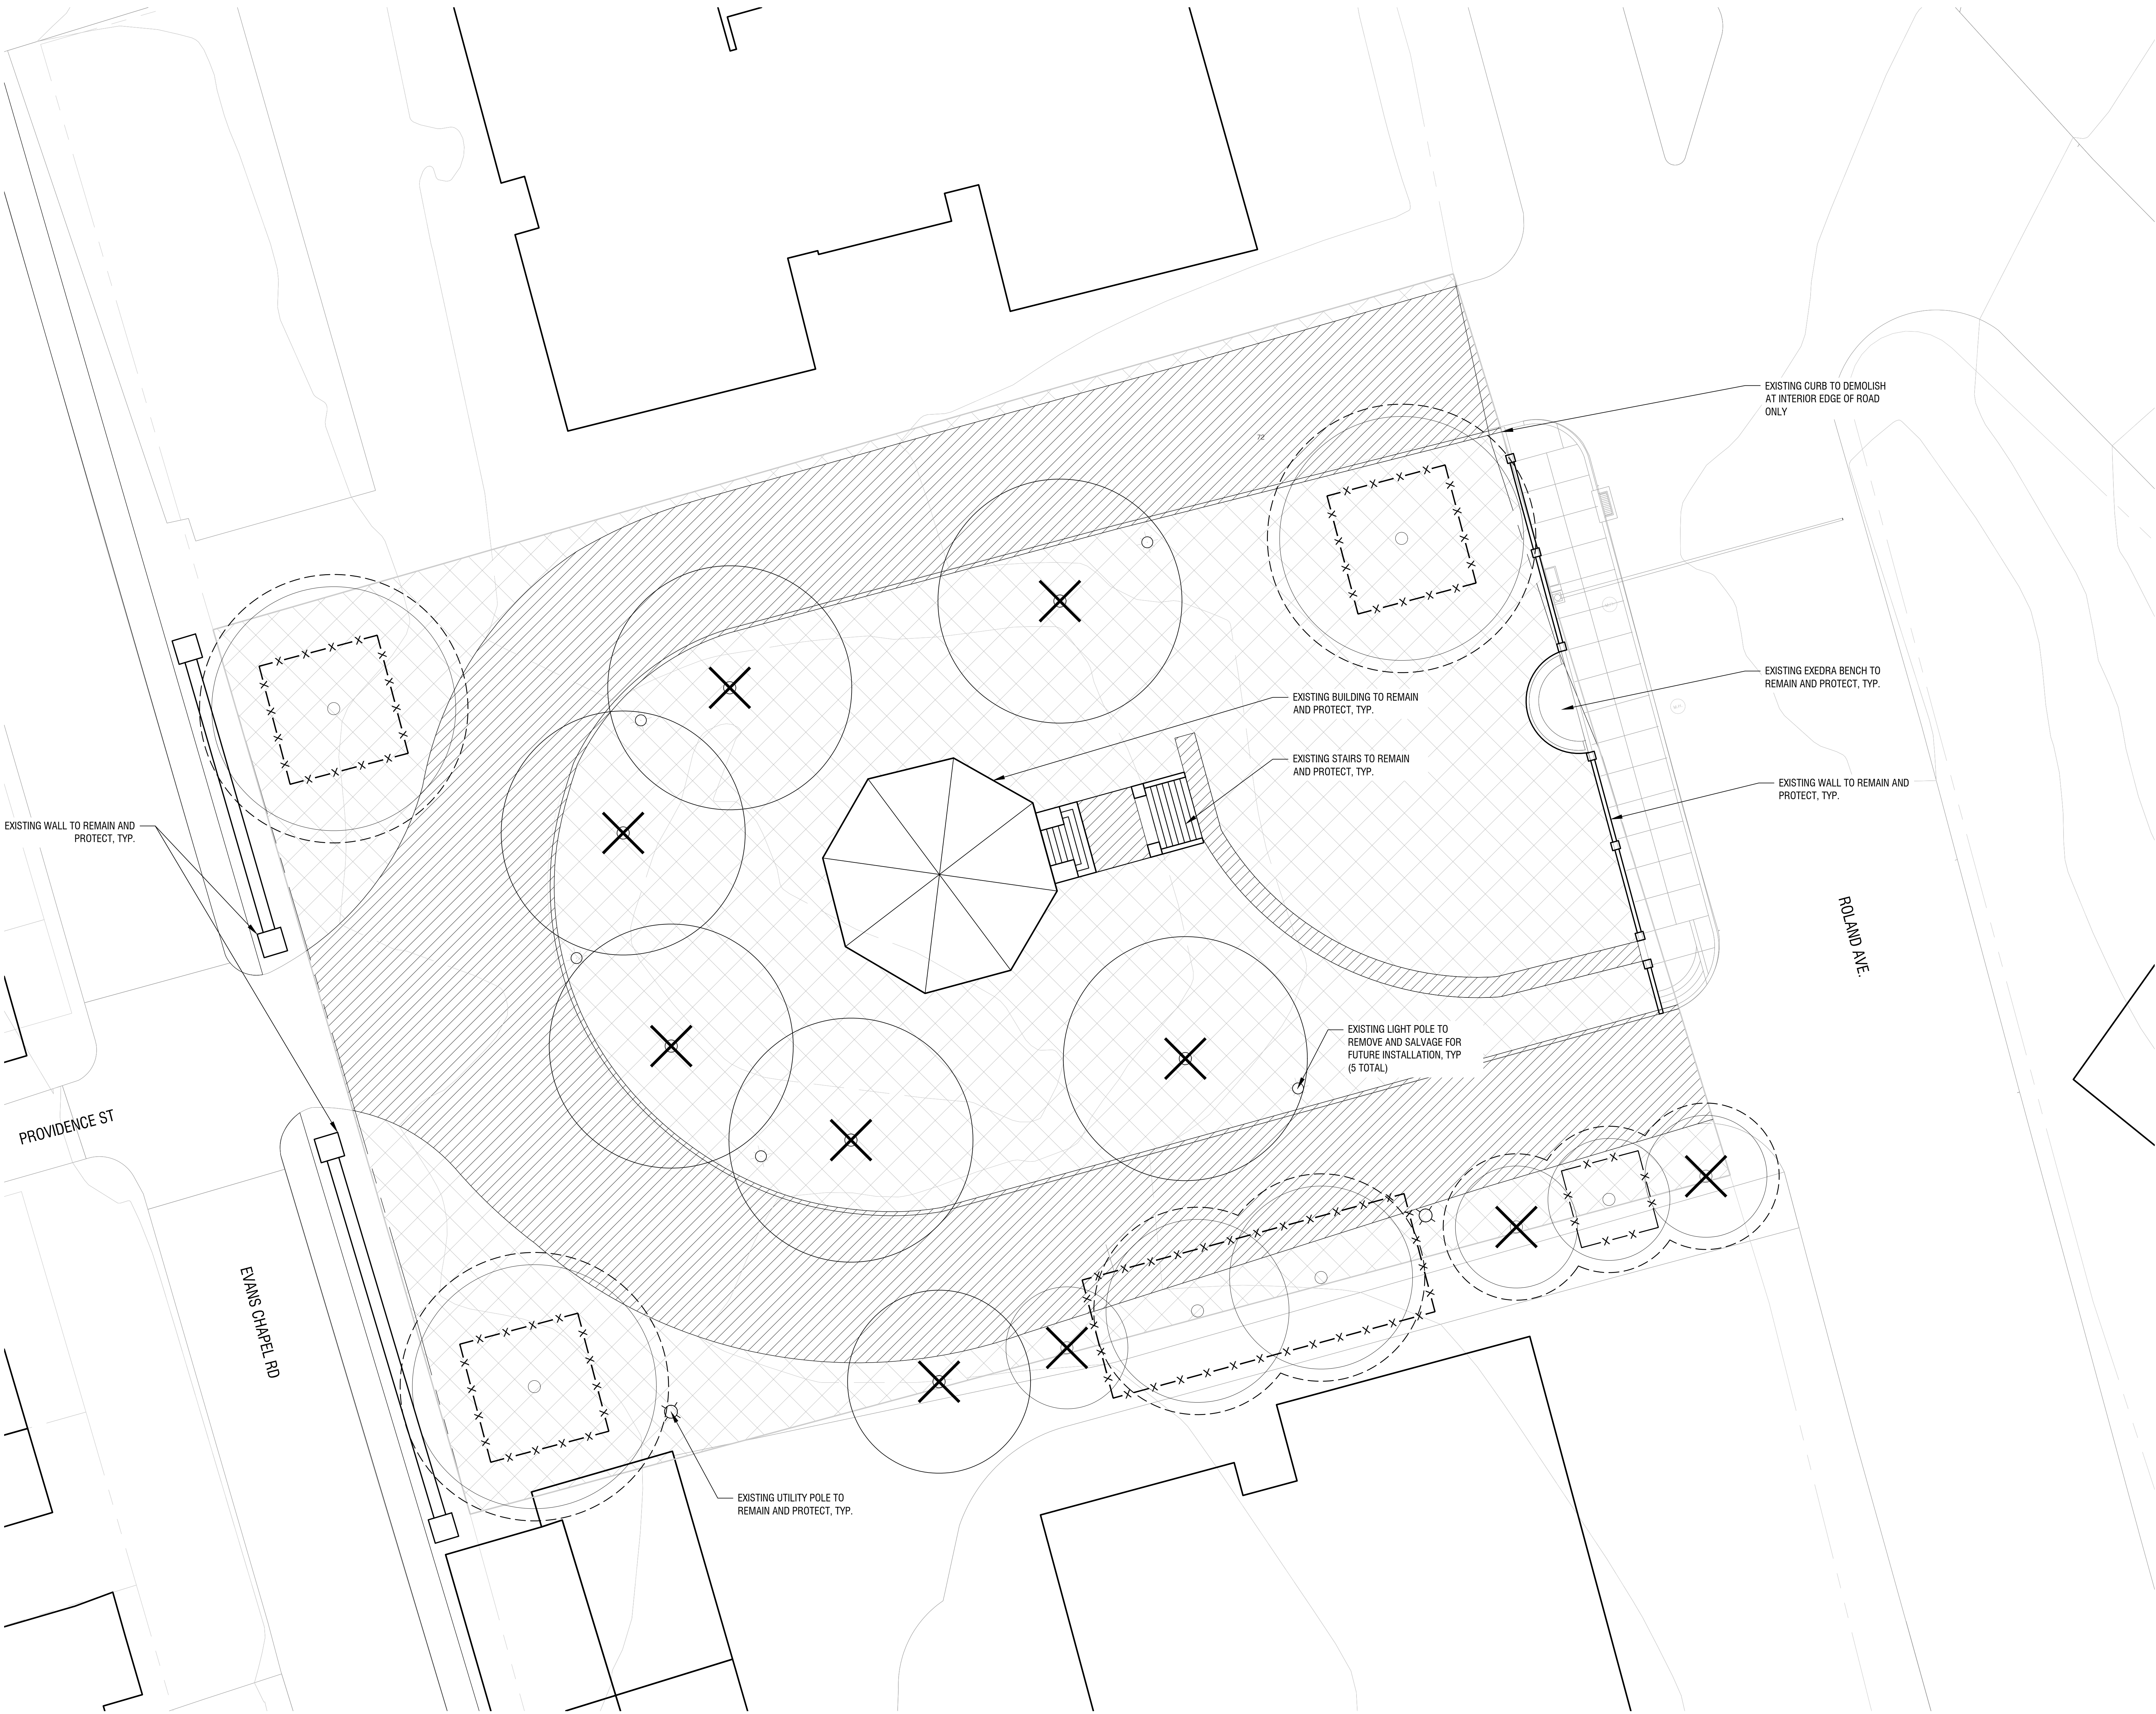 72
EXISTING CURB TO DEMOLISH
AT INTERIOR EDGE OF ROAD
ONLY
EXISTING EXEDRA BENCH TO
REMAIN AND PROTECT, TYP.
EXISTING BUILDING TO REMAIN
AND PROTECT, TYP.
EXISTING STAIRS TO REMAIN
AND PROTECT, TYP.
EXISTING WALL TO REMAIN AND
PROTECT, TYP.
EXISTING WALL TO REMAIN AND
PROTECT, TYP.
ROLAND AVE.
EXISTING LIGHT POLE TO
REMOVE AND SALVAGE FOR
FUTURE INSTALLATION, TYP
(5 TOTAL)
PROVIDENCE ST
EVANS CHAPEL RD
EXISTING UTILITY POLE TO
REMAIN AND PROTECT, TYP.